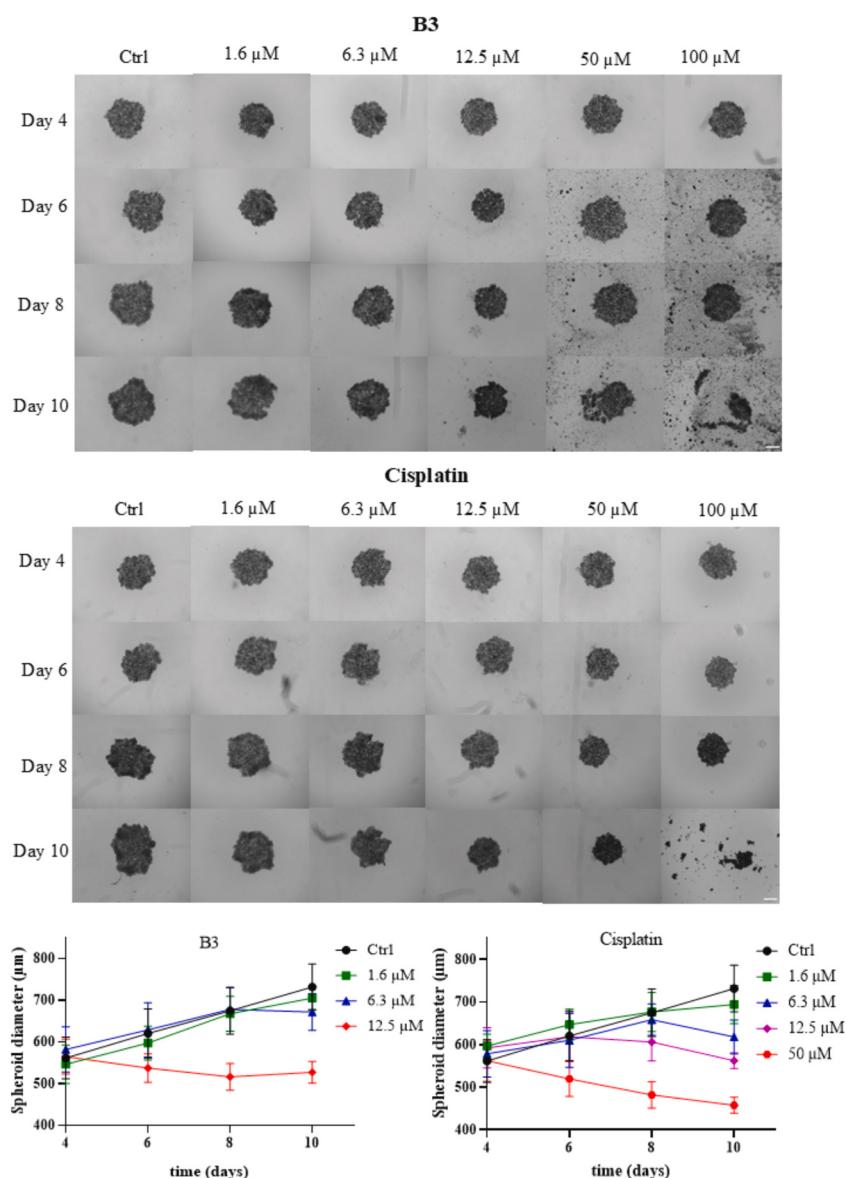 B3
Ctrl 1.6 µM 6.3 µM 12.5 µM 50 µM 100 µM
Day 4
Day 6
Day 8
Day 10
Cisplatin
Ctrl 1.6 µM 6.3 µM 12.5 µM 50 µM 100 µM
Day 4
Day 6
Day 8
Day 10
B3
Spheroid diameter (µm)
800
700
600
500
400
4 6 8 10
time (days)
Ctrl
1.6 µM
6.3 µM
12.5 µM
Cisplatin
Spheroid diameter (µm)
800
700
600
500
400
4 6 8 10
time (days)
Ctrl
1.6 µM
6.3 µM
12.5 µM
50 µM